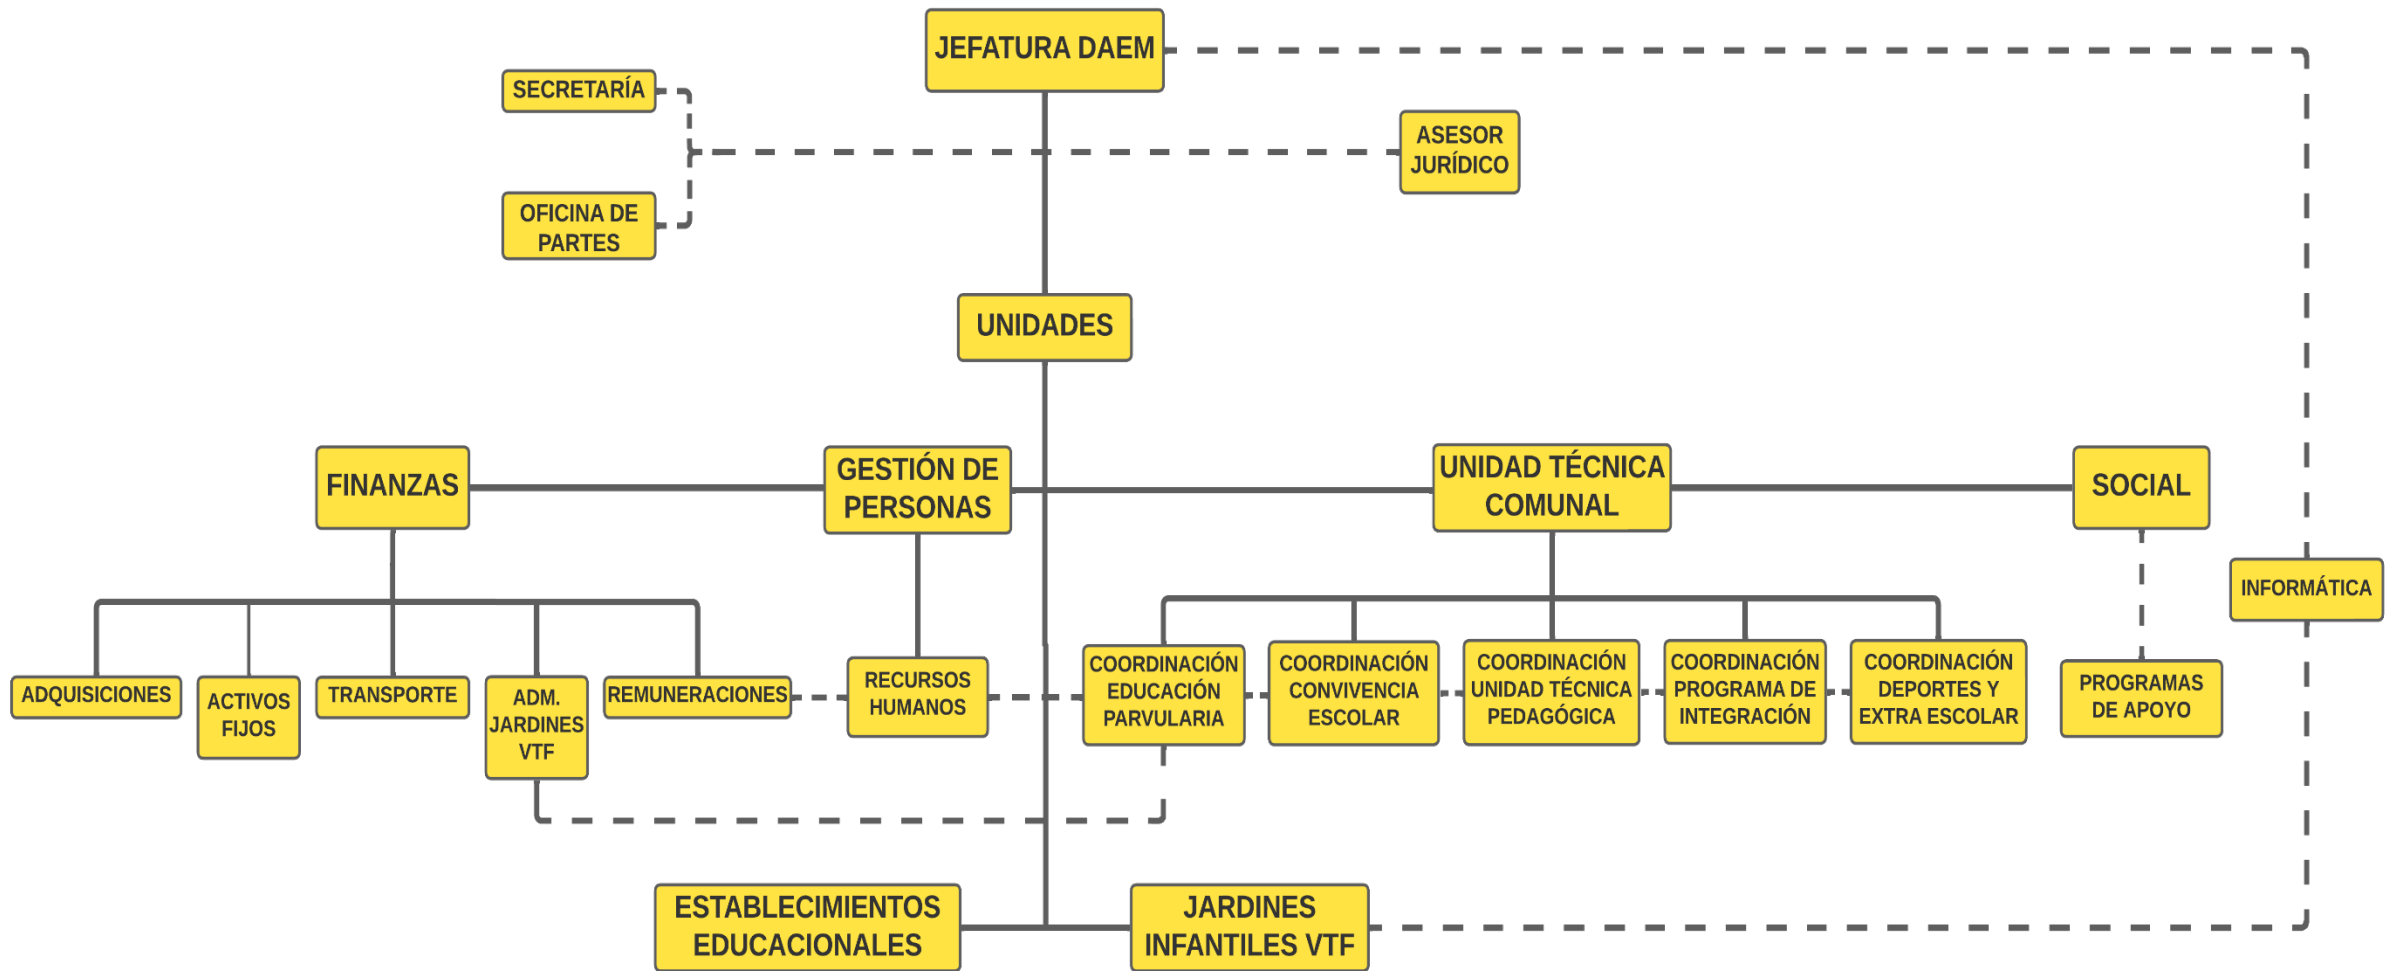 JEFATURA DAEM
SECRETARÍA
ASESOR
JURÍDICO
OFICINA DE
PARTES
UNIDADES
FINANZAS
GESTIÓN DE
PERSONAS
UNIDAD TÉCNICA
COMUNAL
SOCIAL
INFORMÁTICA
ADQUISICIONES
ACTIVOS
FIJOS
TRANSPORTE
ADM.
JARDINES
VTF
REMUNERACIONES
RECURSOS
HUMANOS
COORDINACIÓN
EDUCACIÓN
PARVULARIA
COORDINACIÓN
CONVIVENCIA
ESCOLAR
COORDINACIÓN
UNIDAD TÉCNICA
PEDAGÓGICA
COORDINACIÓN
PROGRAMA DE
INTEGRACIÓN
COORDINACIÓN
DEPORTES Y
EXTRA ESCOLAR
PROGRAMAS
DE APOYO
ESTABLECIMIENTOS
EDUCACIONALES
JARDINES
INFANTILES VTF